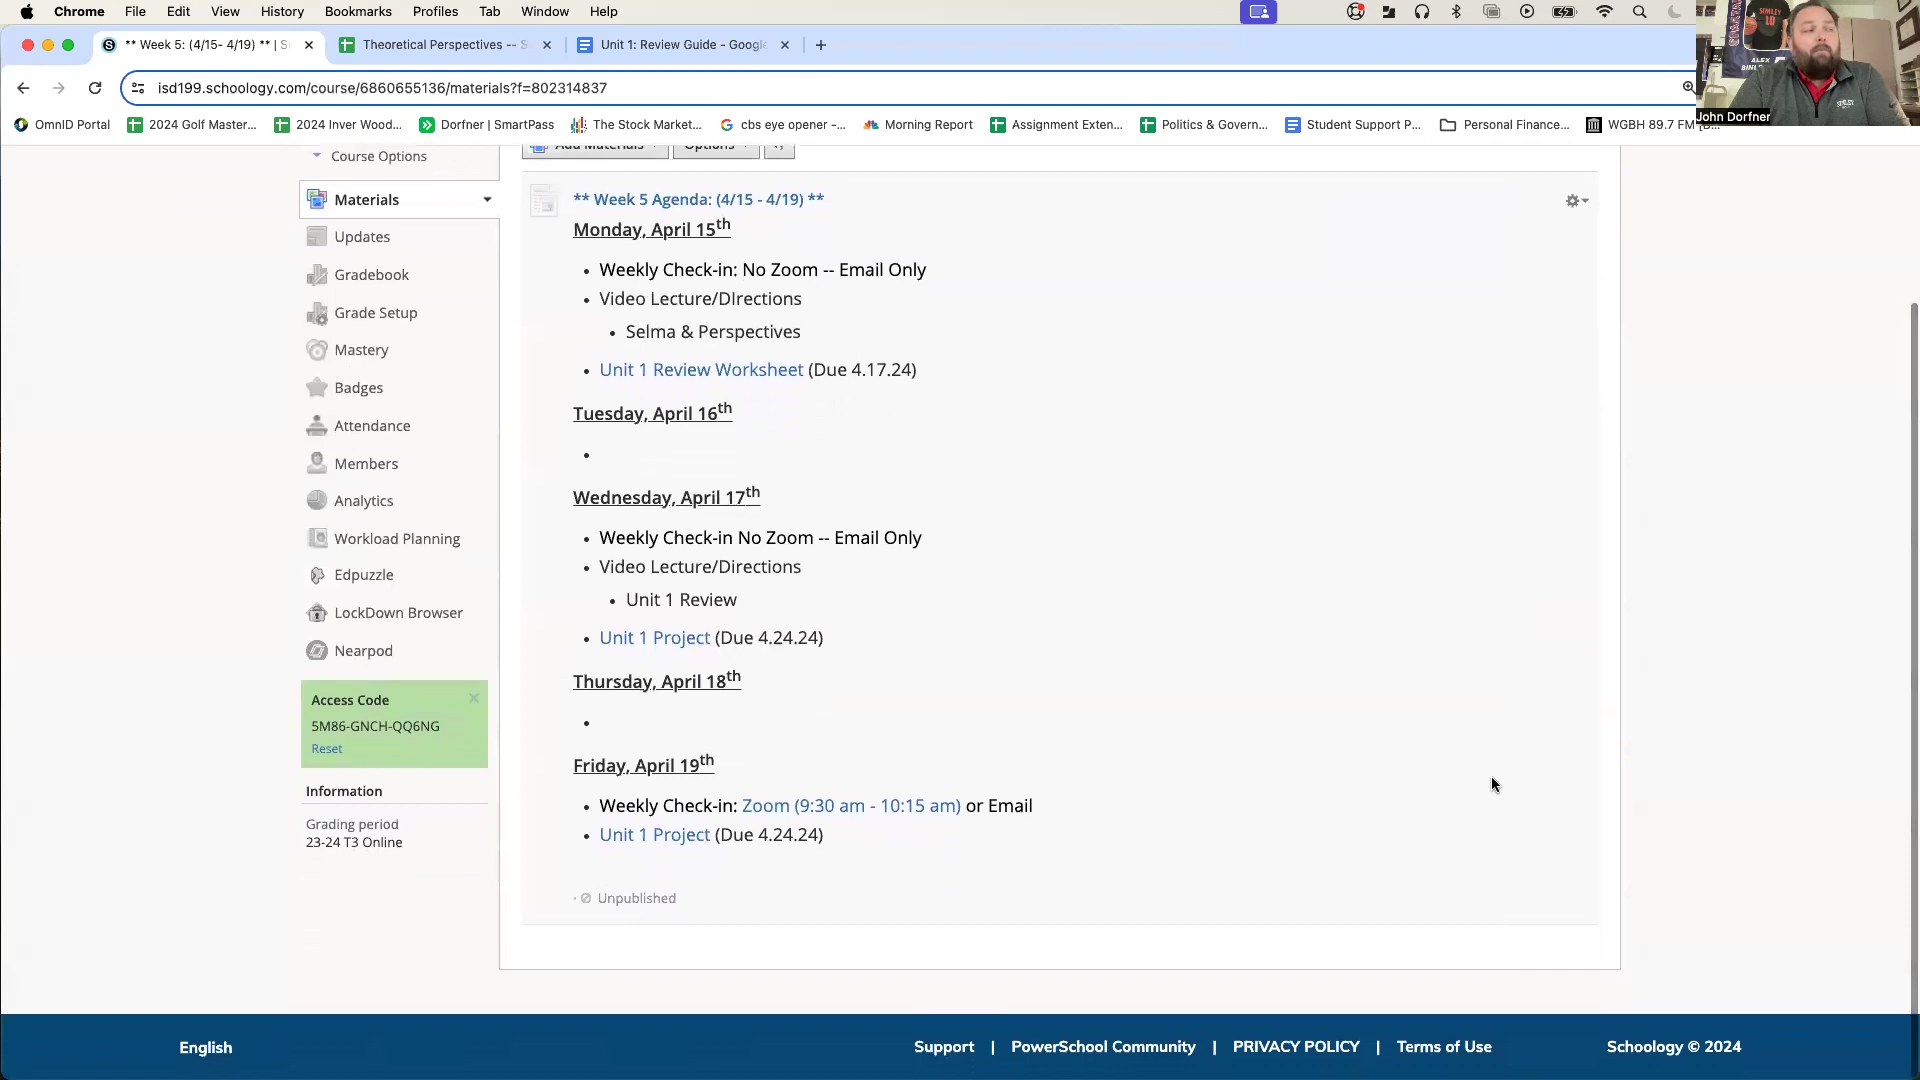 Chrome File Edit View History Bookmarks Profiles Tab Window Help
** Week 5: (4/15- 4/19) ** | S
Theoretical Perspectives -- S
Unit 1: Review Guide - Google
isd199.schoology.com/course/6860655136/materials?f=802314837
OmnID Portal
2024 Golf Master...
2024 Inver Wood...
Dorfner | SmartPass
The Stock Market...
cbs eye opener -...
Morning Report
Assignment Exten...
Politics & Govern...
Student Support P...
Personal Finance...
WGBH 89.7 FM
John Dorfner
Course Options
Materials
Updates
Gradebook
Grade Setup
Mastery
Badges
Attendance
Members
Analytics
Workload Planning
Edpuzzle
LockDown Browser
Nearpod
Access Code
5M86-GNCH-QQ6NG
Reset
Information
Grading period
23-24 T3 Online
Add Materials
Options
** Week 5 Agenda: (4/15 - 4/19) **
Monday, April 15th
• Weekly Check-in: No Zoom -- Email Only
• Video Lecture/DIrections
• Selma & Perspectives
• Unit 1 Review Worksheet (Due 4.17.24)
Tuesday, April 16th
•
Wednesday, April 17th
• Weekly Check-in No Zoom -- Email Only
• Video Lecture/Directions
• Unit 1 Review
• Unit 1 Project (Due 4.24.24)
Thursday, April 18th
•
Friday, April 19th
• Weekly Check-in: Zoom (9:30 am - 10:15 am) or Email
• Unit 1 Project (Due 4.24.24)
· Unpublished
English
Support | PowerSchool Community | PRIVACY POLICY | Terms of Use
Schoology © 2024